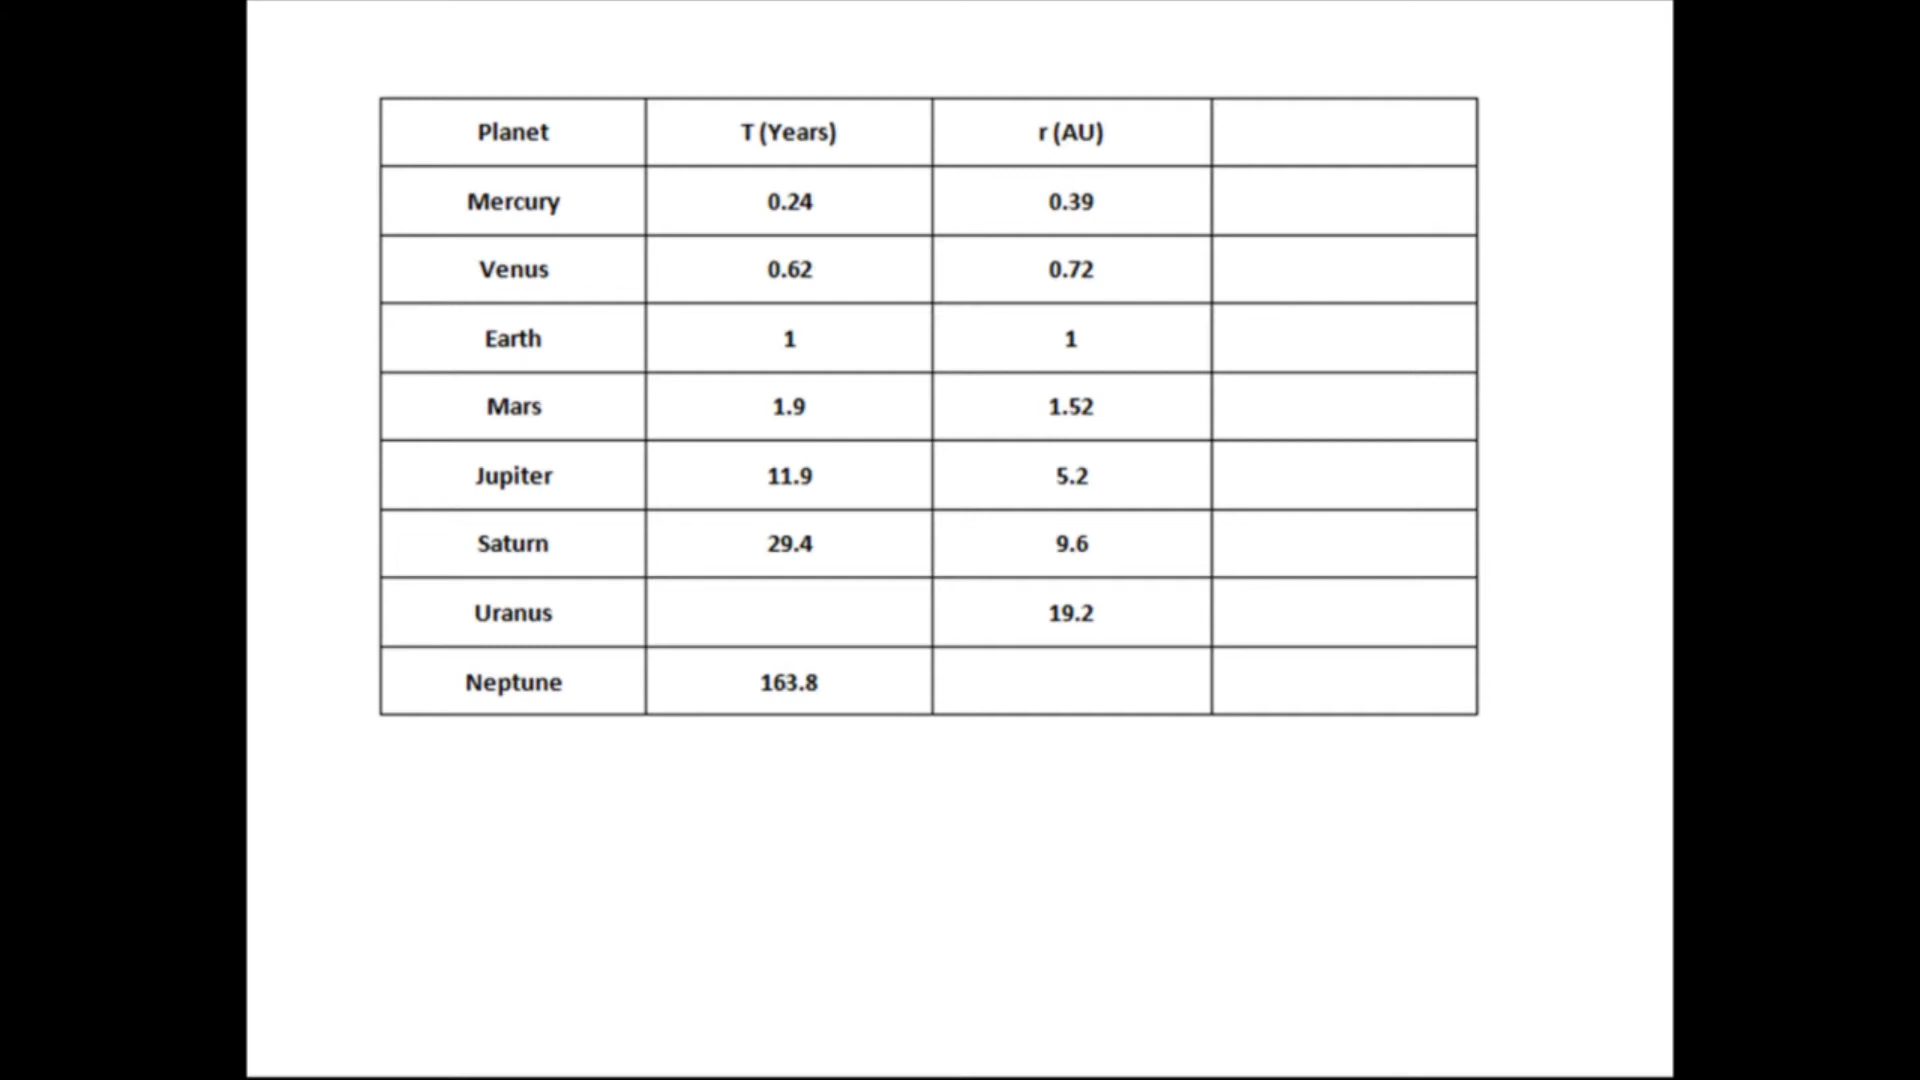 Planet T (Years) r (AU)
Mercury 0.24 0.39
Venus 0.62 0.72
Earth 1 1
Mars 1.9 1.52
Jupiter 11.9 5.2
Saturn 29.4 9.6
Uranus 19.2
Neptune 163.8